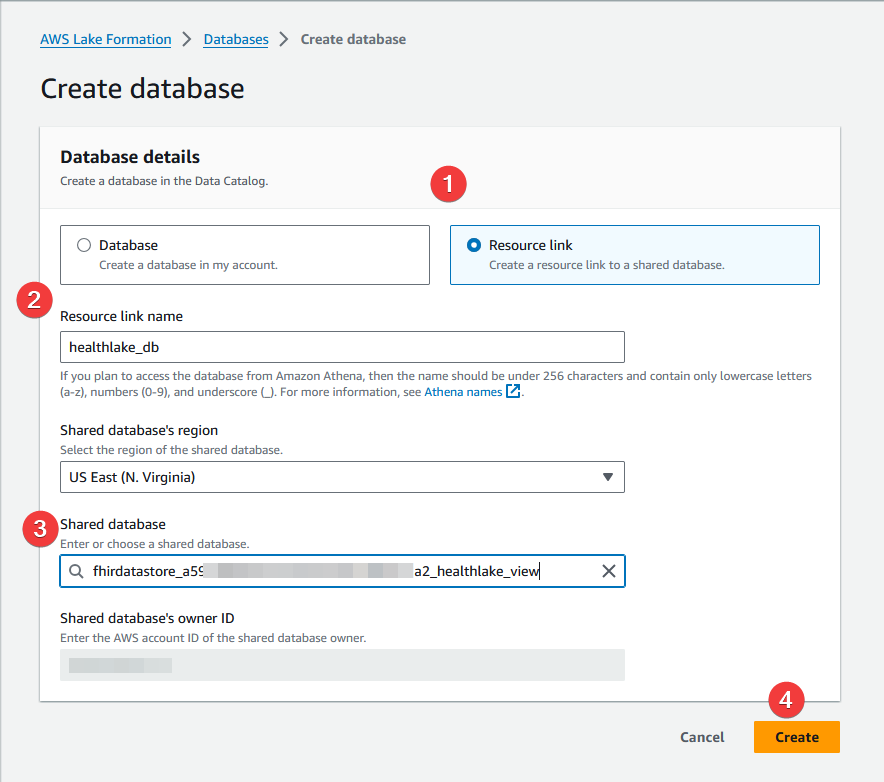 AWS Lake Formation > Databases > Create database
Create database
Database details
Create a database in the Data Catalog.
1
Database
Create a database in my account.
Resource link
Create a resource link to a shared database.
2
Resource link name
healthlake_db
If you plan to access the database from Amazon Athena, then the name should be under 256 characters and contain only lowercase letters
(a-z), numbers (0-9), and underscore (_). For more information, see Athena names.
Shared database's region
Select the region of the shared database.
US East (N. Virginia)
3
Shared database
Enter or choose a shared database.
fhirdatastore_a59 a2_healthlake_view
Shared database's owner ID
Enter the AWS account ID of the shared database owner.
4
Cancel
Create